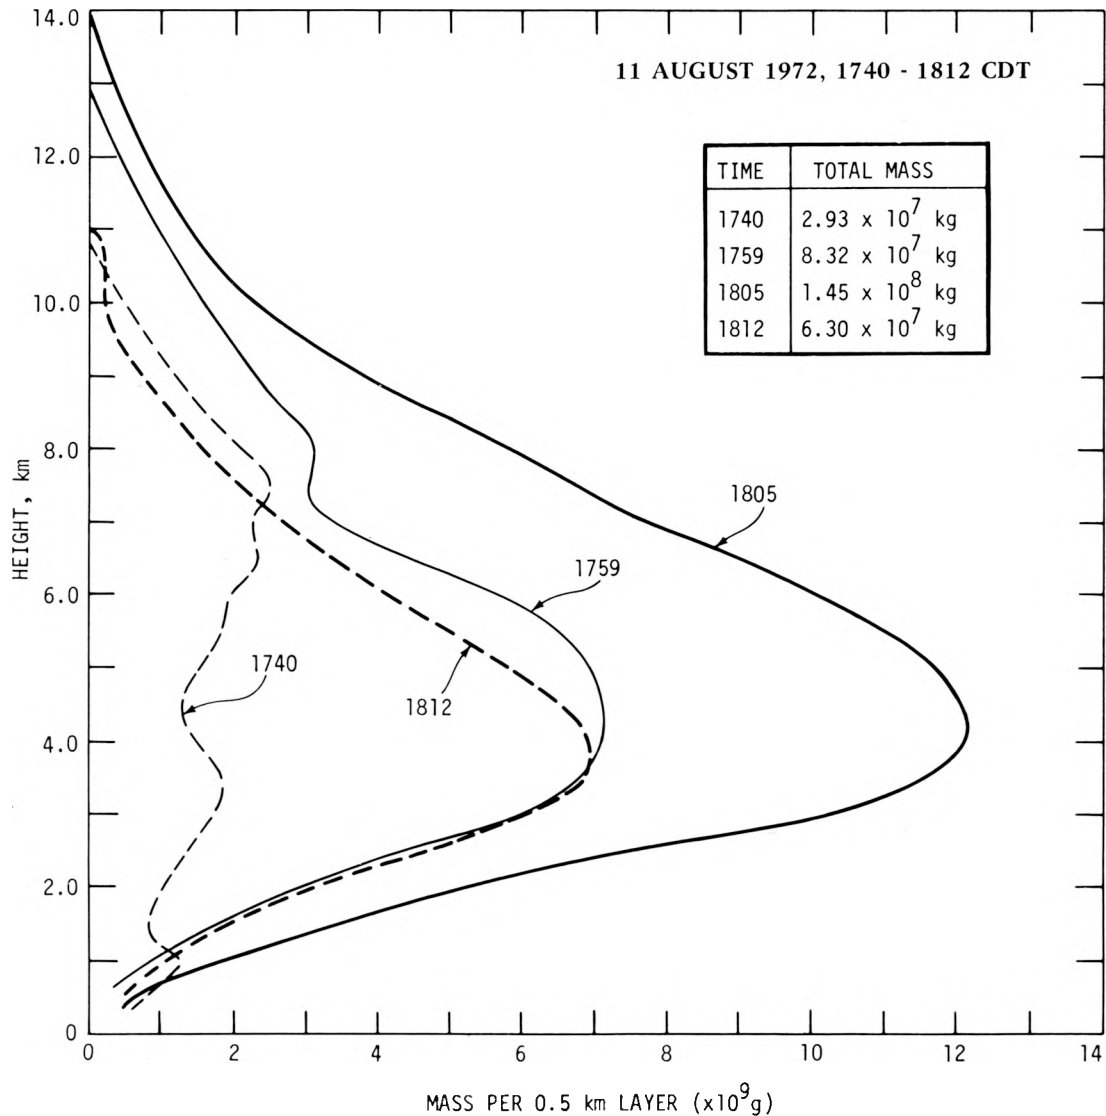 14.0
11 AUGUST 1972, 1740 - 1812 CDT
TIME TOTAL MASS
1740 2.93 x 10^7 kg
1759 8.32 x 10^7 kg
1805 1.45 x 10^8 kg
1812 6.30 x 10^7 kg
12.0
10.0
8.0
HEIGHT, km
1805
1759
6.0
1740
1812
4.0
2.0
0
0 2 4 6 8 10 12 14
MASS PER 0.5 km LAYER (x10^9g)